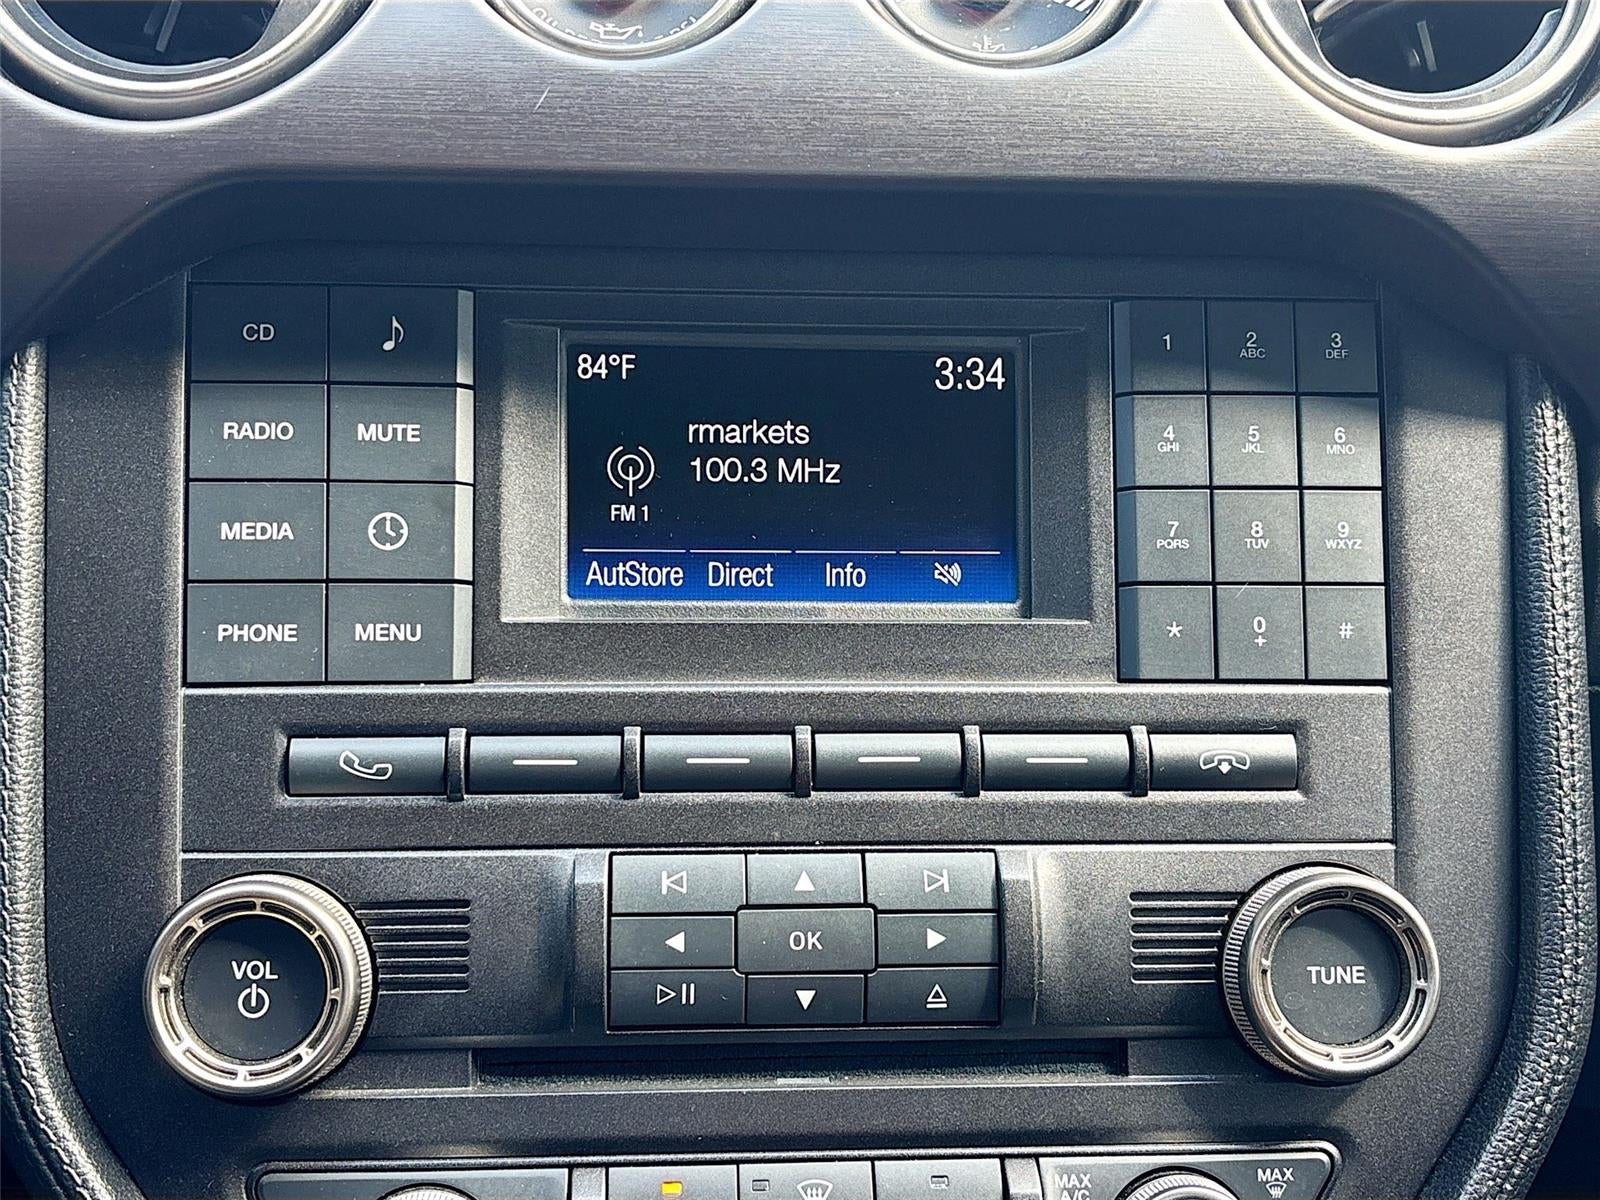 CD
RADIO MUTE
MEDIA
PHONE MENU
84°F 3:34
rmarkets
100.3 MHz
FM 1
AutStore Direct Info
1 2 3
ABC DEF
4 5 6
GHI JKL MNO
7 8 9
PQRS TUV WXYZ
* 0 #
+
OK
VOL
TUNE
MAX
A/C
MAX